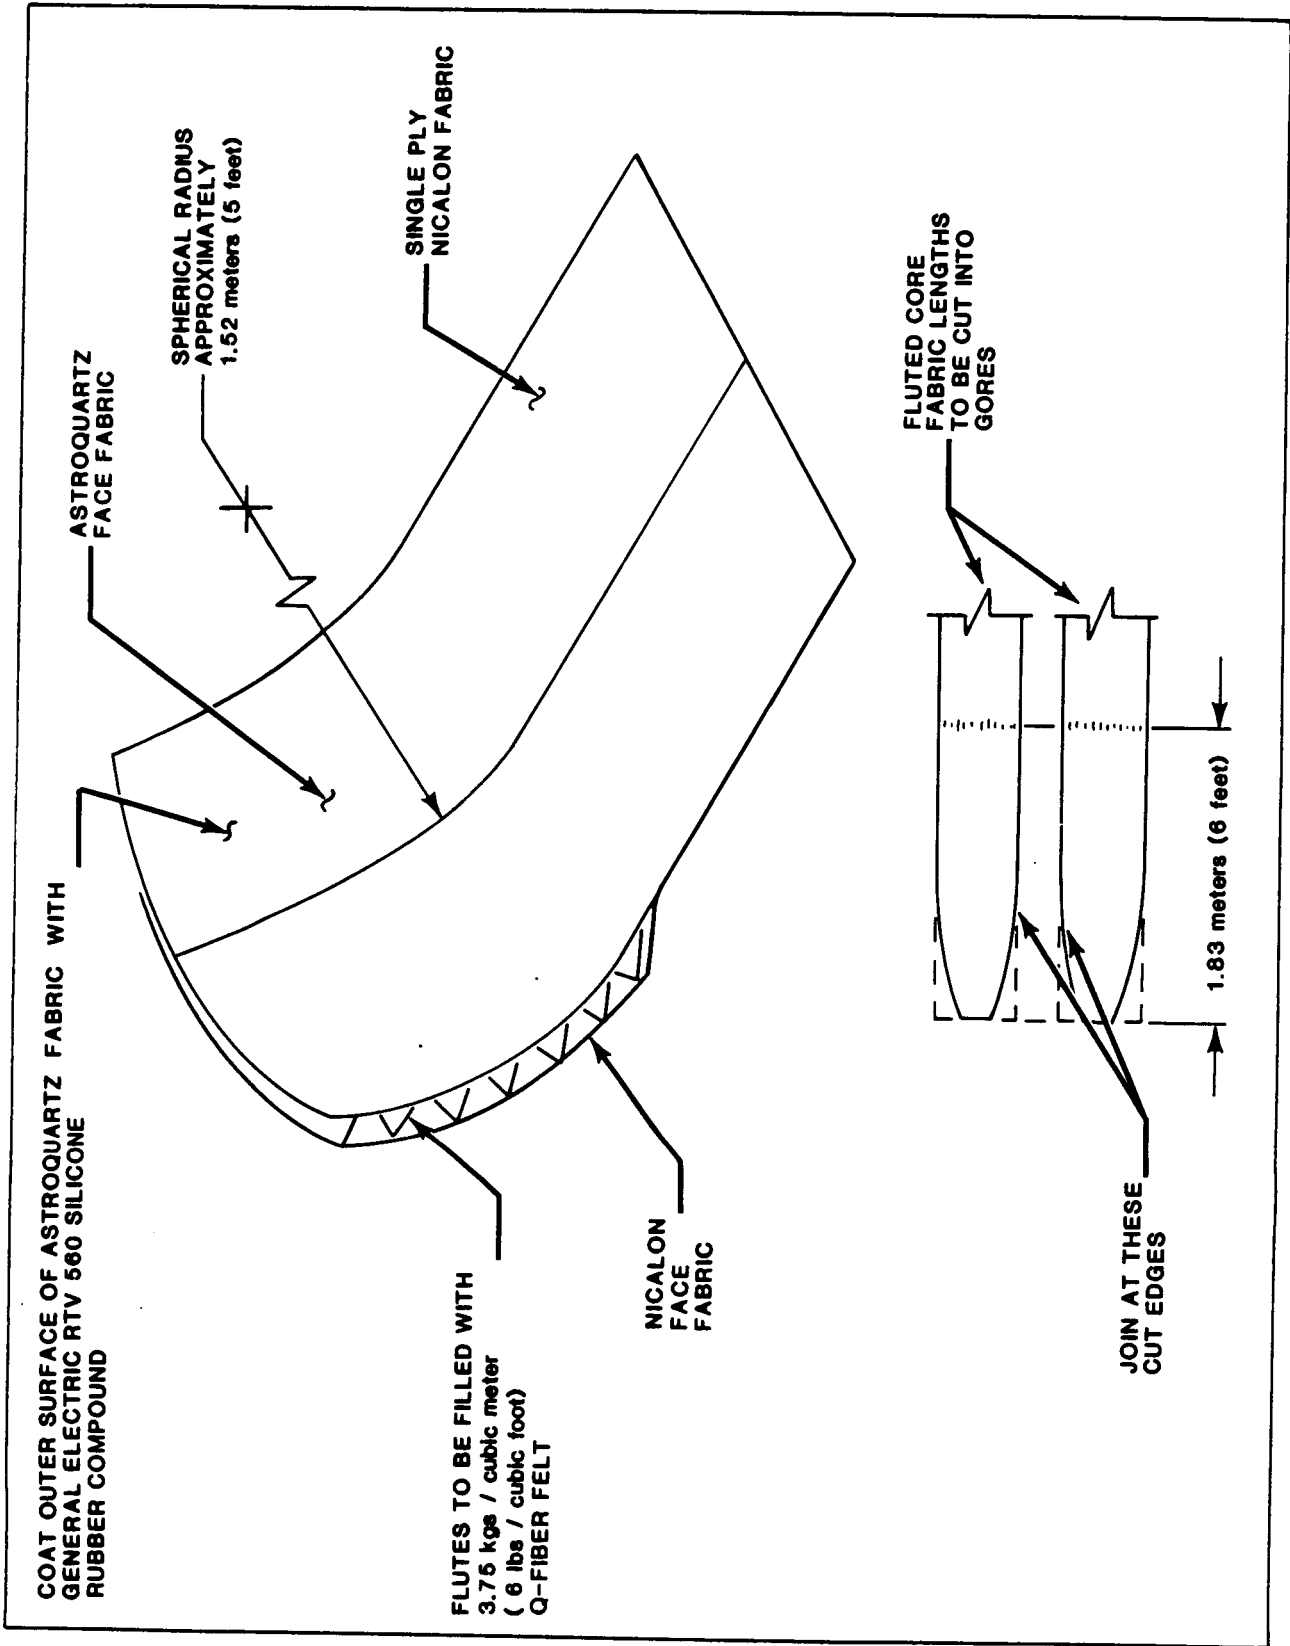 COAT OUTER SURFACE OF ASTROQUARTZ FABRIC WITH
GENERAL ELECTRIC RTV 560 SILICONE
RUBBER COMPOUND
ASTROQUARTZ
FACE FABRIC
SPHERICAL RADIUS
APPROXIMATELY
1.52 meters (5 feet)
SINGLE PLY
NICALON FABRIC
FLUTES TO BE FILLED WITH
3.75 kgs / cubic meter
( 6 lbs / cubic foot)
Q-FIBER FELT
NICALON
FACE
FABRIC
FLUTED CORE
FABRIC LENGTHS
TO BE CUT INTO
GORES
JOIN AT THESE
CUT EDGES
1.83 meters (6 feet)